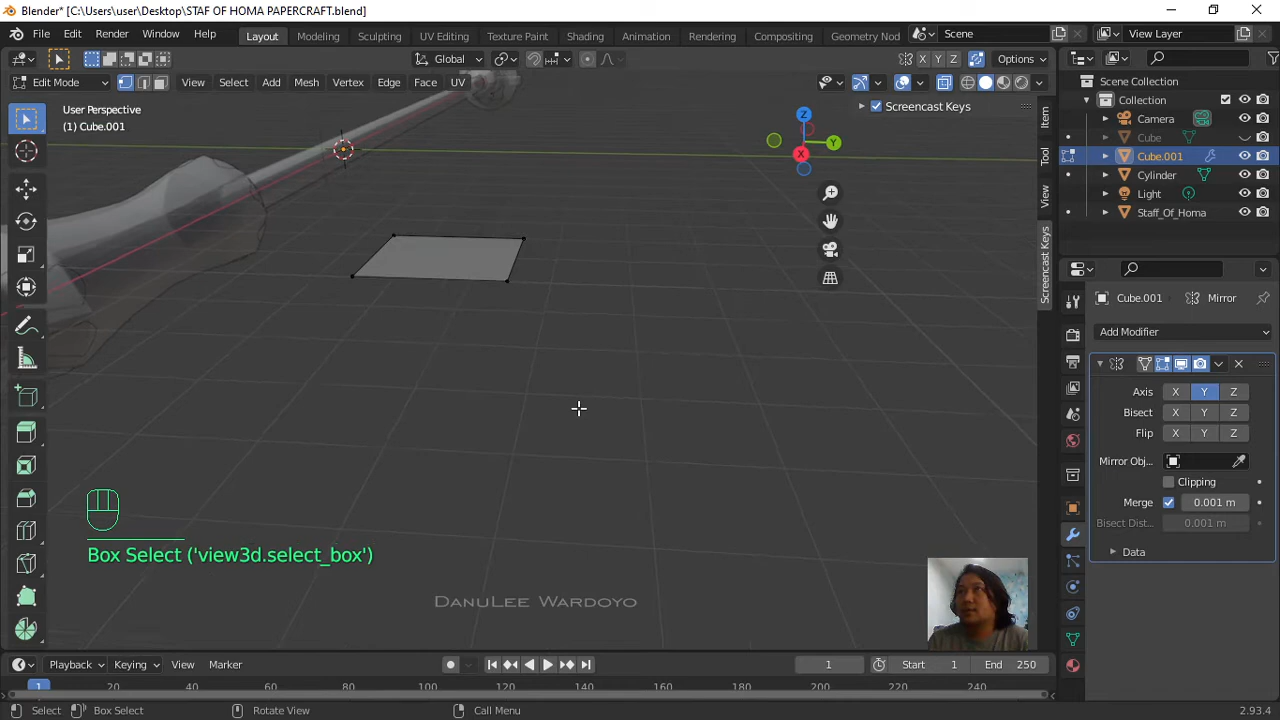 Blender* [C:\Users\user\Desktop\STAF OF HOMA PAPERCRAFT.blend]
File Edit Render Window Help Layout Modeling Sculpting UV Editing Texture Paint Shading Animation Rendering Compositing Geometry Nod Scene View Layer
Global X Y Z Options
Edit Mode View Select Add Mesh Vertex Edge Face UV
User Perspective
(1) Cube.001
Screencast Keys
Item
Tool
View
Screencast Keys
Z
Y
X
Scene Collection
Collection
Camera
Cube
Cube.001
Cylinder
Light
Staff_Of_Homa
Cube.001 Mirror
Add Modifier
Axis X Y Z
Bisect X Y Z
Flip X Y Z
Mirror Obj...
Clipping
Merge 0.001 m
Bisect Dist... 0.001 m
Data
Box Select ('view3d.select_box')
DanuLee Wardoyo
Playback Keying View Marker 1 Start 1 End 250
1 20 40 60 80 100 120 140 160 180 200 220 240
Select Box Select Rotate View Call Menu 2.93.4